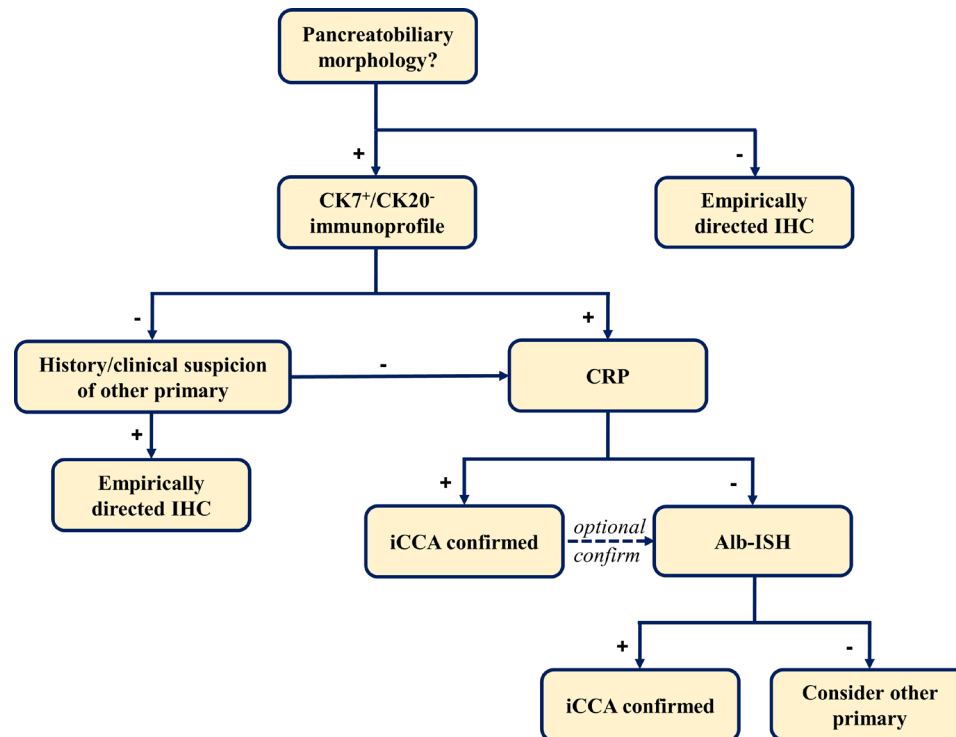 Pancreatobiliary
morphology?
+
-
CK7⁺/CK20⁻
immunoprofile
Empirically
directed IHC
-
+
History/clinical suspicion
of other primary
-
CRP
+
Empirically
directed IHC
+
-
iCCA confirmed
optional
confirm
Alb-ISH
+
-
iCCA confirmed
Consider other
primary